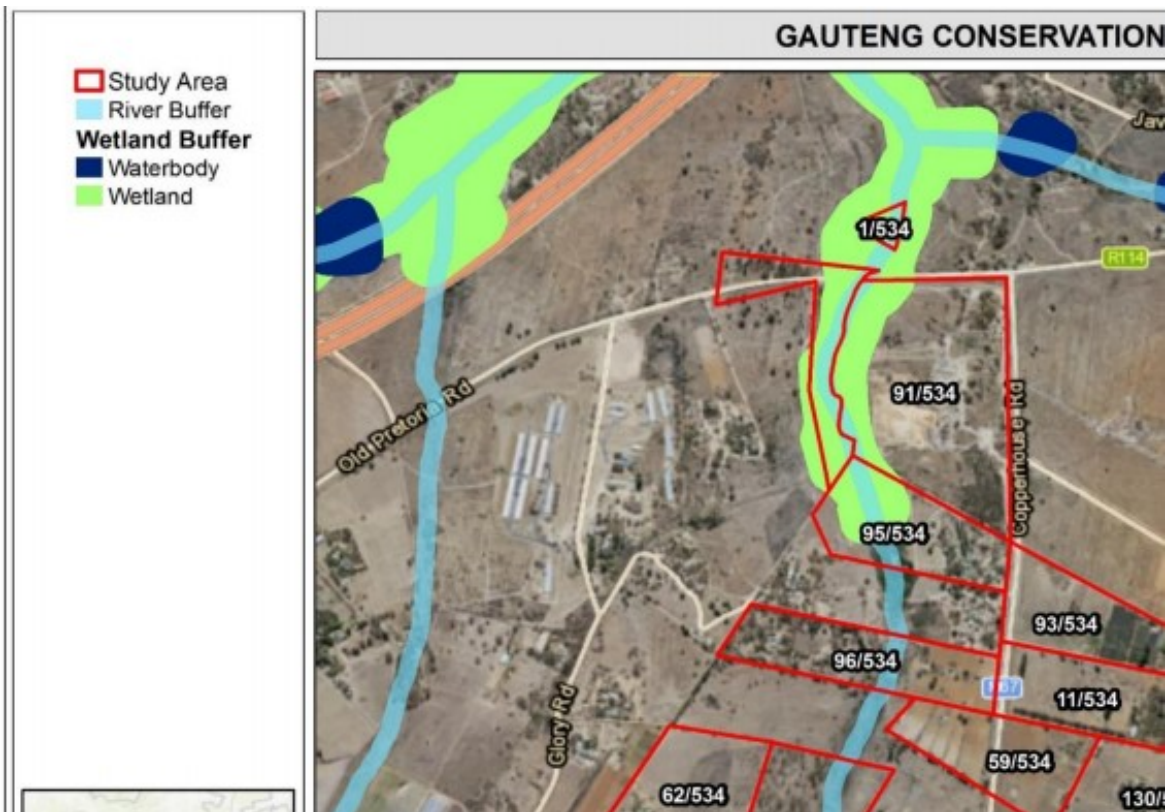 GAUTENG CONSERVATION
Study Area
River Buffer
Wetland Buffer
Waterbody
Wetland
1/534
R114
91/534
Old Pretoria Rd
Copperhouse Rd
95/534
93/534
96/534
11/534
Glory Rd
59/534
62/534